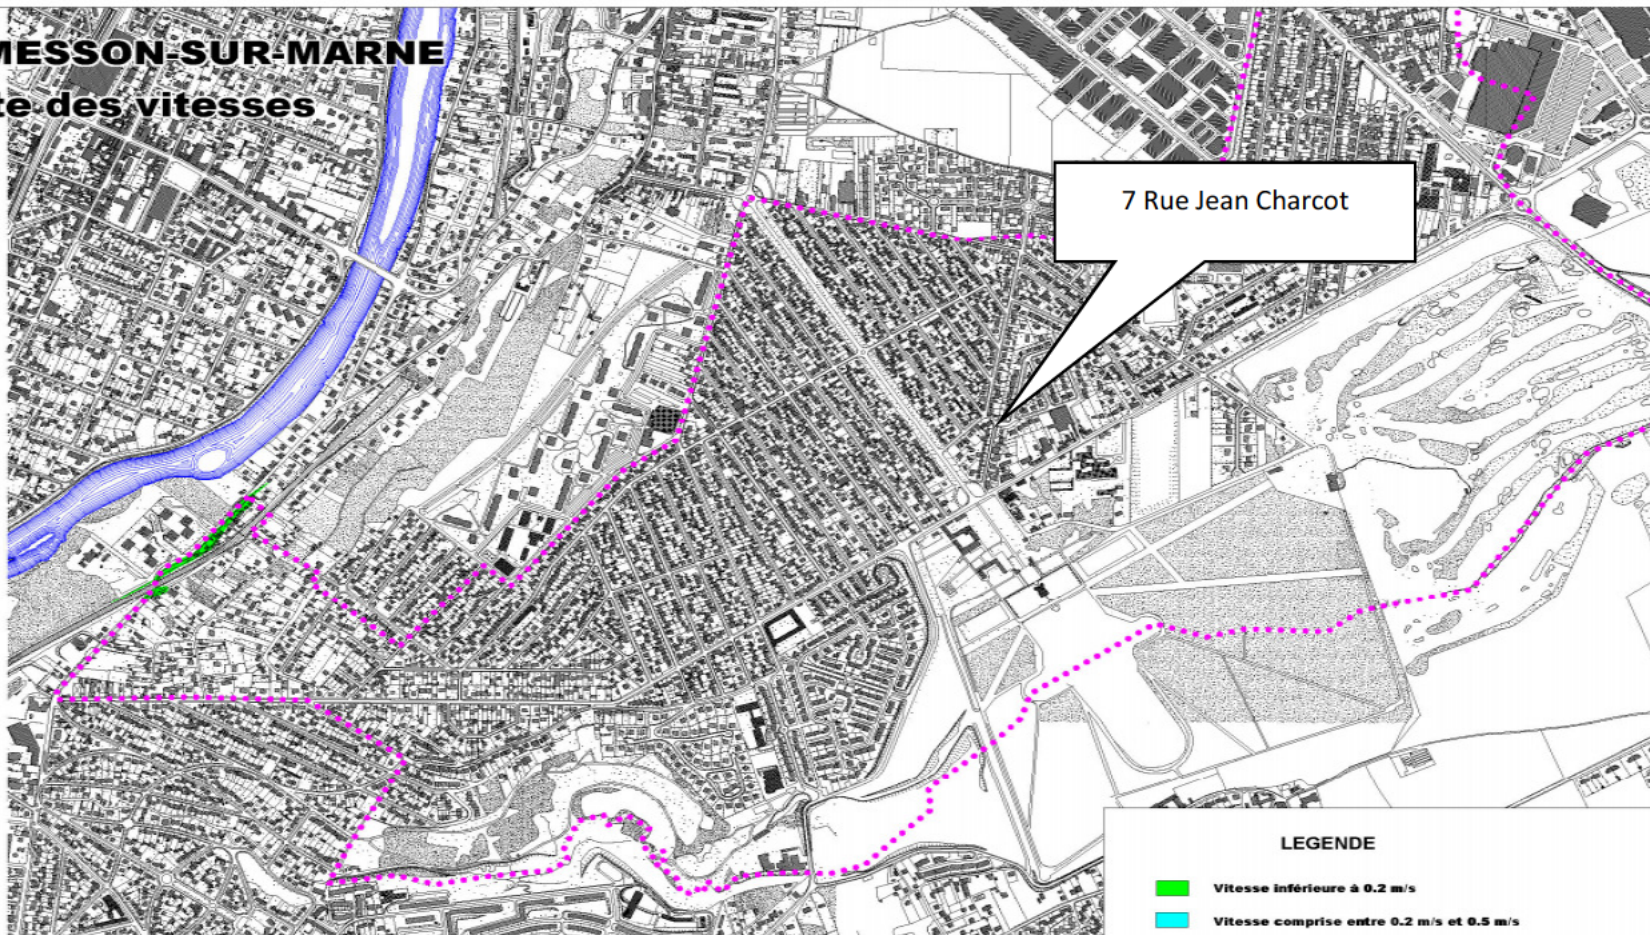 MESSON-SUR-MARNE
te des vitesses
7 Rue Jean Charcot
LEGENDE
Vitesse inférieure à 0.2 m/s
Vitesse comprise entre 0.2 m/s et 0.5 m/s